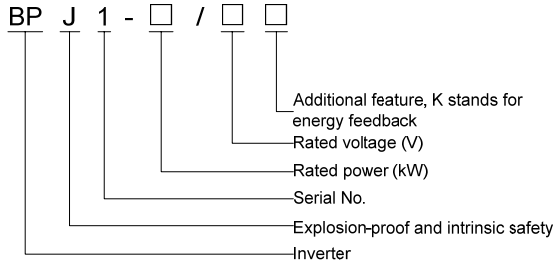 BP J 1 - □ / □ □
Additional feature, K stands for
energy feedback
Rated voltage (V)
Rated power (kW)
Serial No.
Explosion-proof and intrinsic safety
Inverter